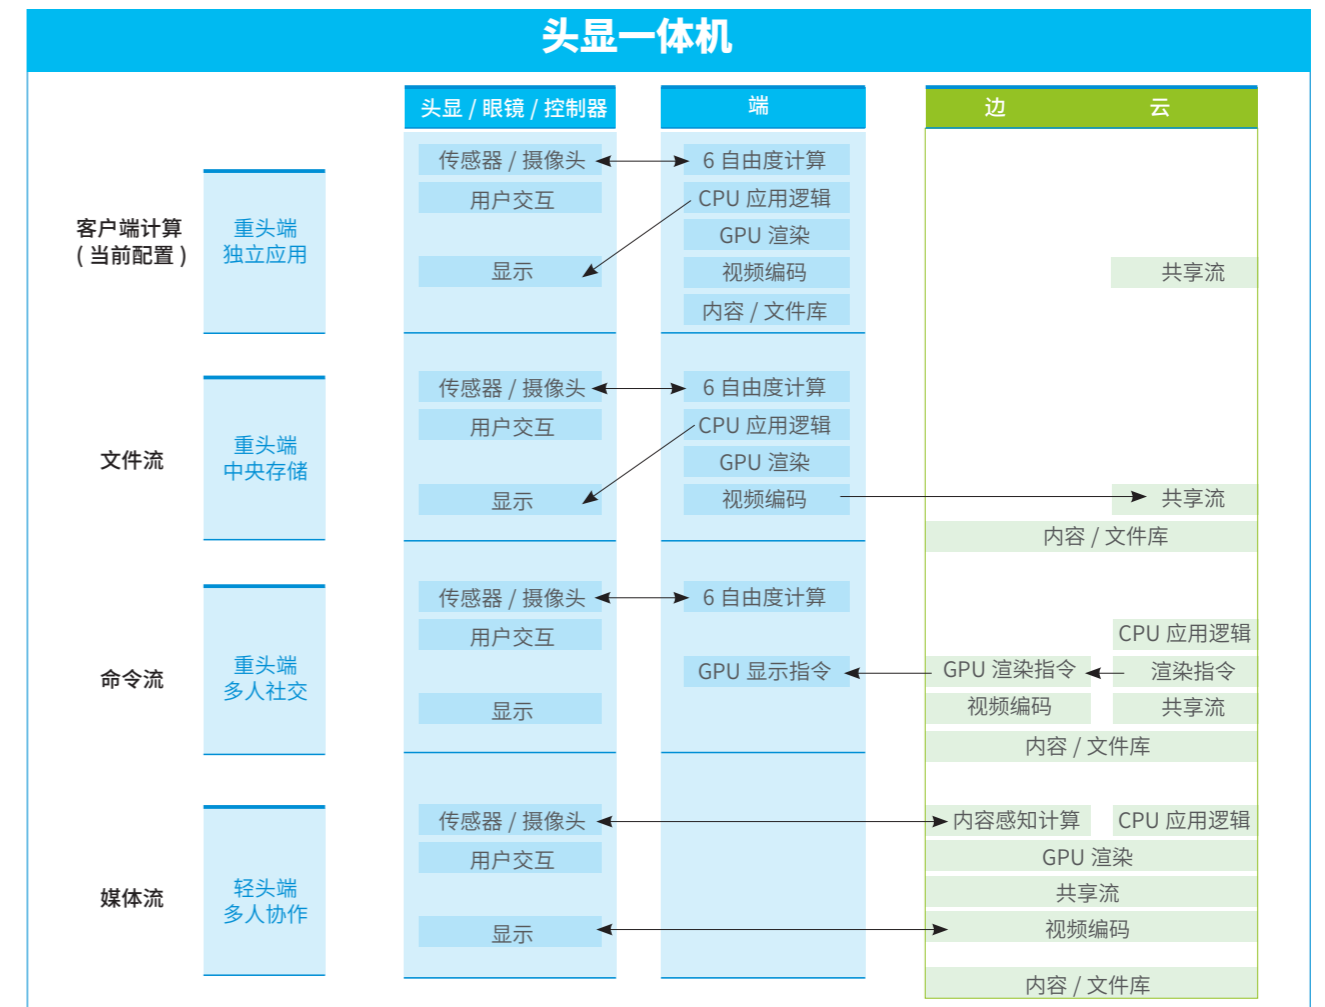 头显一体机
头显 / 眼镜 / 控制器
端
边
云
客户端计算
( 当前配置 )
重头端
独立应用
传感器 / 摄像头
用户交互
显示
6 自由度计算
CPU 应用逻辑
GPU 渲染
视频编码
内容 / 文件库
共享流
文件流
重头端
中央存储
传感器 / 摄像头
用户交互
显示
6 自由度计算
CPU 应用逻辑
GPU 渲染
视频编码
共享流
内容 / 文件库
命令流
重头端
多人社交
传感器 / 摄像头
用户交互
显示
6 自由度计算
GPU 显示指令
CPU 应用逻辑
GPU 渲染指令
渲染指令
视频编码
共享流
内容 / 文件库
媒体流
轻头端
多人协作
传感器 / 摄像头
用户交互
显示
内容感知计算
CPU 应用逻辑
GPU 渲染
共享流
视频编码
内容 / 文件库